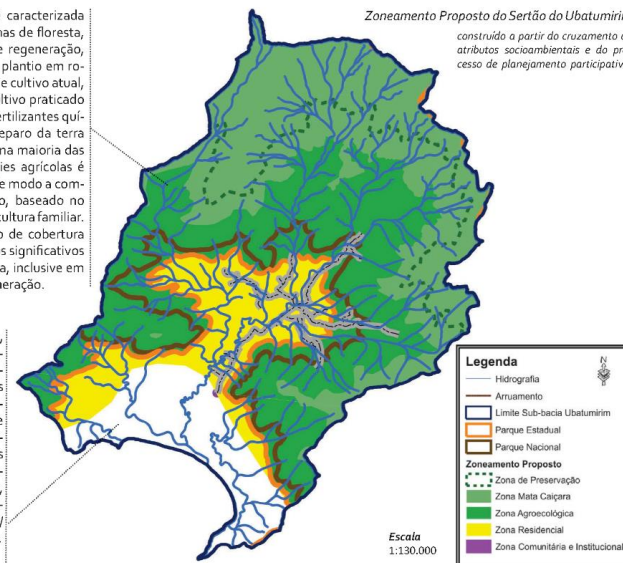 caracterizada
nas de floresta,
e regeneração,
plantio em ro-
e cultivo atual,
ltivo praticado
ertilizantes quí-
eparo da terra
na maioria das
ies agrícolas é
e modo a com-
o, baseado no
cultura familiar.
o de cobertura
os significativos
a, inclusive em
neração.
Zoneamento Proposto do Sertão do Ubatumirim
construído a partir do cruzamento d
atributos socioambientais e do pr
cesso de planejamento participativ
Legenda
N
Hidrografia
Arruamento
Limite Sub-bacia Ubatumirim
Parque Estadual
Parque Nacional
Zoneamento Proposto
Zona de Preservação
Zona Mata Caiçara
Zona Agroecológica
Zona Residencial
Zona Comunitária e Institucional
Escala
1:130.000